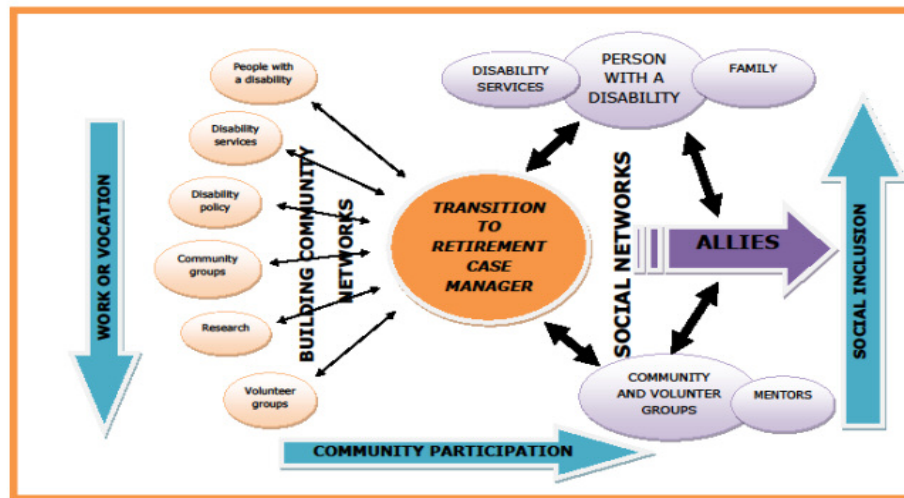 People with
a disability
Disability
services
Disability
policy
Community
groups
Research
Volunteer
groups
WORK OR VOCATION
BUILDING COMMUNITY
NETWORKS
TRANSITION
TO
RETIREMENT
CASE
MANAGER
DISABILITY
SERVICES
PERSON
WITH A
DISABILITY
FAMILY
SOCIAL NETWORKS
ALLIES
SOCIAL INCLUSION
COMMUNITY
AND VOLUNTER
GROUPS
MENTORS
COMMUNITY PARTICIPATION